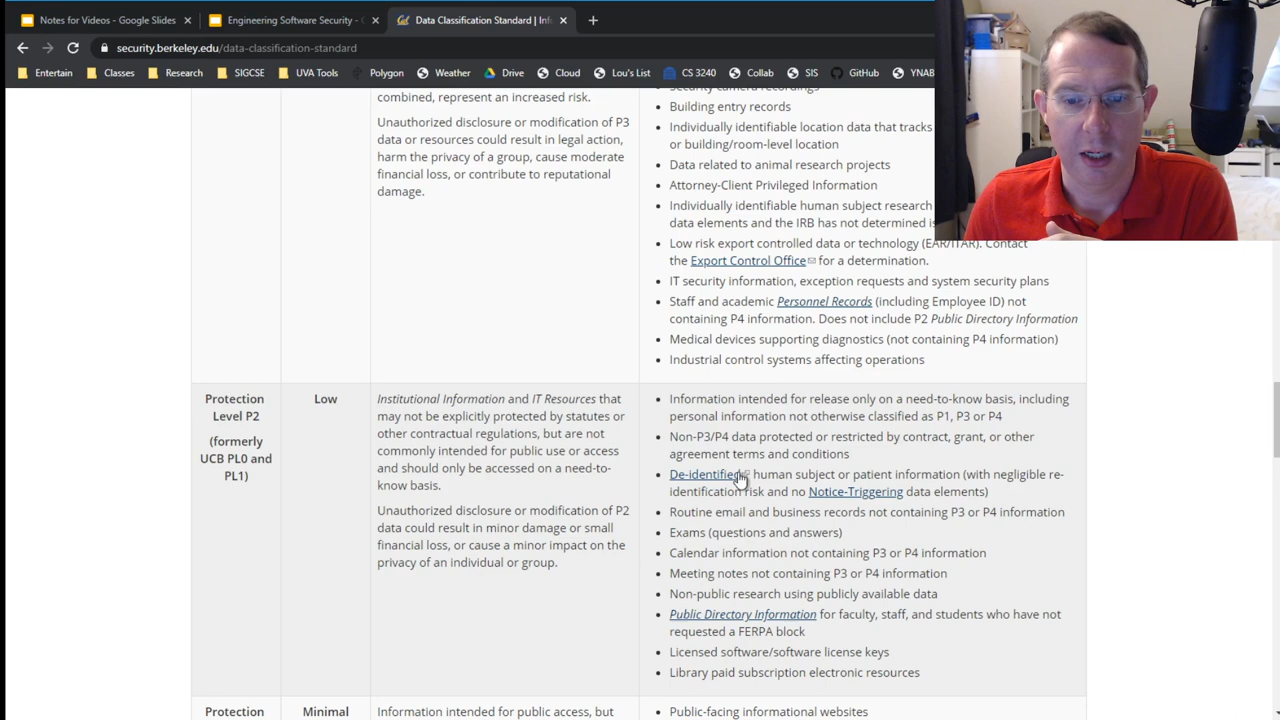 Notes for Videos - Google Slides
Engineering Software Security - G
Data Classification Standard | Inf
security.berkeley.edu/data-classification-standard
Entertain
Classes
Research
SIGCSE
UVA Tools
Polygon
Weather
Drive
Cloud
Lou's List
CS 3240
Collab
SIS
GitHub
YNAB
combined, represent an increased risk.
Unauthorized disclosure or modification of P3
data or resources could result in legal action,
harm the privacy of a group, cause moderate
financial loss, or contribute to reputational
damage.
Security camera recordings
Building entry records
Individually identifiable location data that tracks
or building/room-level location
Data related to animal research projects
Attorney-Client Privileged Information
Individually identifiable human subject research
data elements and the IRB has not determined is
Low risk export controlled data or technology (EAR/ITAR). Contact
the Export Control Office for a determination.
IT security information, exception requests and system security plans
Staff and academic Personnel Records (including Employee ID) not
containing P4 information. Does not include P2 Public Directory Information
Medical devices supporting diagnostics (not containing P4 information)
Industrial control systems affecting operations
Protection
Level P2
(formerly
UCB PL0 and
PL1)
Low
Institutional Information and IT Resources that
may not be explicitly protected by statutes or
other contractual regulations, but are not
commonly intended for public use or access
and should only be accessed on a need-to-
know basis.
Unauthorized disclosure or modification of P2
data could result in minor damage or small
financial loss, or cause a minor impact on the
privacy of an individual or group.
Information intended for release only on a need-to-know basis, including
personal information not otherwise classified as P1, P3 or P4
Non-P3/P4 data protected or restricted by contract, grant, or other
agreement terms and conditions
De-identified human subject or patient information (with negligible re-
identification risk and no Notice-Triggering data elements)
Routine email and business records not containing P3 or P4 information
Exams (questions and answers)
Calendar information not containing P3 or P4 information
Meeting notes not containing P3 or P4 information
Non-public research using publicly available data
Public Directory Information for faculty, staff, and students who have not
requested a FERPA block
Licensed software/software license keys
Library paid subscription electronic resources
Protection
Minimal
Information intended for public access, but
Public-facing informational websites